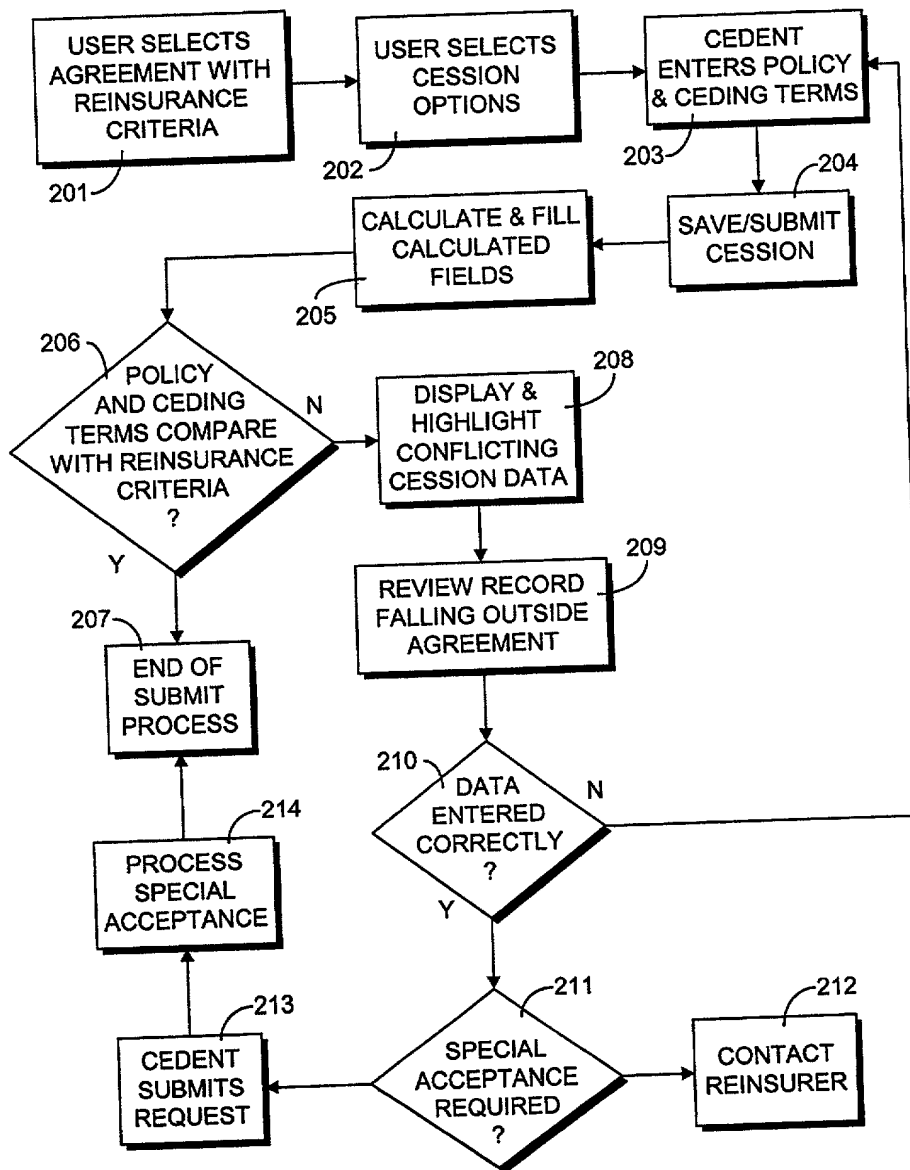 USER SELECTS
AGREEMENT WITH
REINSURANCE
CRITERIA
201
USER SELECTS
CESSION
OPTIONS
202
CEDENT
ENTERS POLICY
& CEDING TERMS
203
204
SAVE/SUBMIT
CESSION
CALCULATE & FILL
CALCULATED
FIELDS
205
206
POLICY
AND CEDING
TERMS COMPARE
WITH REINSURANCE
CRITERIA
?
N
Y
208
DISPLAY &
HIGHLIGHT
CONFLICTING
CESSION DATA
209
REVIEW RECORD
FALLING OUTSIDE
AGREEMENT
207
END OF
SUBMIT
PROCESS
210
DATA
ENTERED
CORRECTLY
?
N
Y
214
PROCESS
SPECIAL
ACCEPTANCE
213
CEDENT
SUBMITS
REQUEST
211
SPECIAL
ACCEPTANCE
REQUIRED
?
212
CONTACT
REINSURER